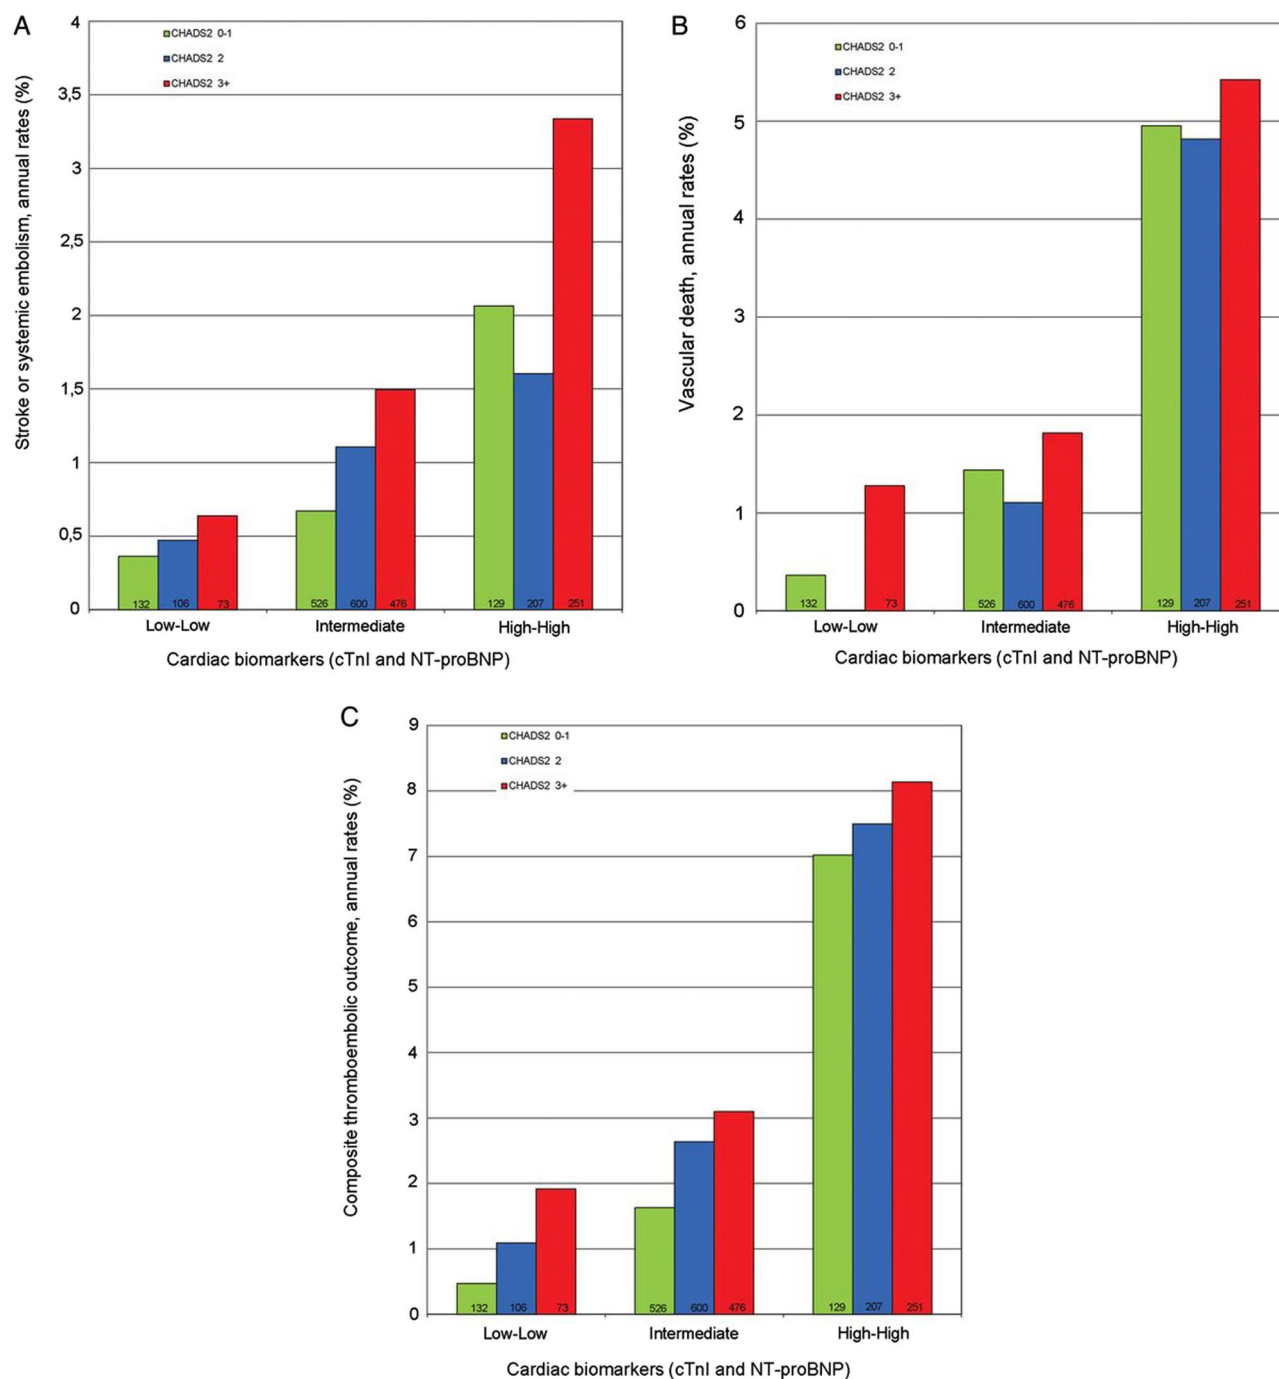 A
Stroke or systemic embolism, annual rates (%)
CHADS2 0-1
CHADS2 2
CHADS2 3+
4
3,5
3
2,5
2
1,5
1
0,5
0
132 106 73 526 600 476 129 207 251
Low-Low Intermediate High-High
Cardiac biomarkers (cTnI and NT-proBNP)
B
Vascular death, annual rates (%)
CHADS2 0-1
CHADS2 2
CHADS2 3+
6
5
4
3
2
1
0
132 73 526 600 476 129 207 251
Low-Low Intermediate High-High
Cardiac biomarkers (cTnI and NT-proBNP)
C
Composite thromboembolic outcome, annual rates (%)
CHADS2 0-1
CHADS2 2
CHADS2 3+
9
8
7
6
5
4
3
2
1
0
132 106 73 526 600 476 129 207 251
Low-Low Intermediate High-High
Cardiac biomarkers (cTnI and NT-proBNP)